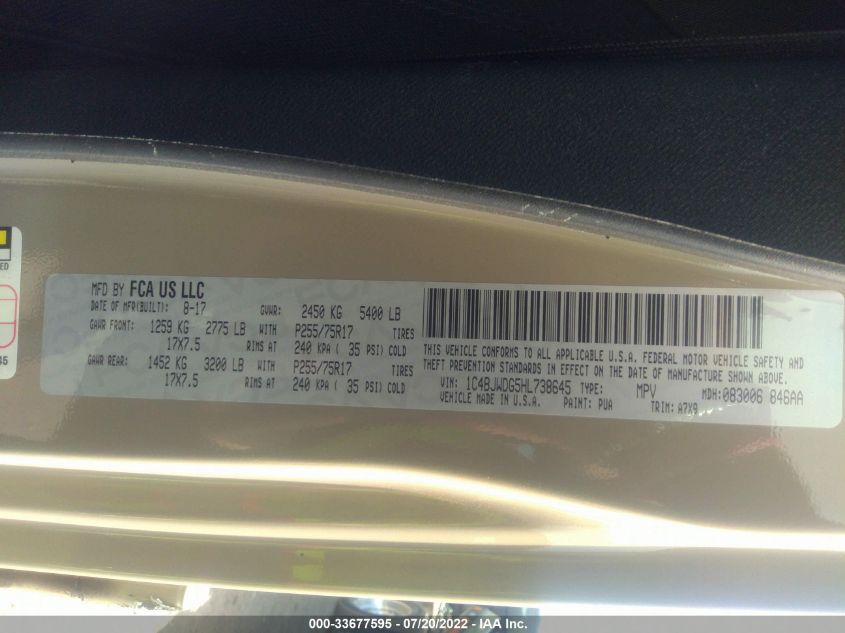 ED
45
MFD BY FCA US LLC
DATE OF MFR(BUILT): 8-17 GVWR: 2450 KG 5400 LB
GAWR FRONT: 1259 KG 2775 LB WITH P255/75R17 TIRES
17X7.5 RIMS AT 240 KPA ( 35 PSI) COLD
GAWR REAR: 1452 KG 3200 LB WITH P255/75R17 TIRES
17X7.5 RIMS AT 240 KPA ( 35 PSI) COLD
THIS VEHICLE CONFORMS TO ALL APPLICABLE U.S.A. FEDERAL MOTOR VEHICLE SAFETY AND
THEFT PREVENTION STANDARDS IN EFFECT ON THE DATE OF MANUFACTURE SHOWN ABOVE.
VIN: 1C4BJWDG5HL738645 TYPE: MPV MDH: 083006 846AA
VEHICLE MADE IN U.S.A. PAINT: PUA TRIM: A7X9
000-33677595 - 07/20/2022 - IAA Inc.